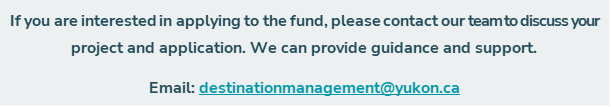 If you are interested in applying to the fund, please contact our team to discuss your
project and application. We can provide guidance and support.
Email: destinationmanagement@yukon.ca